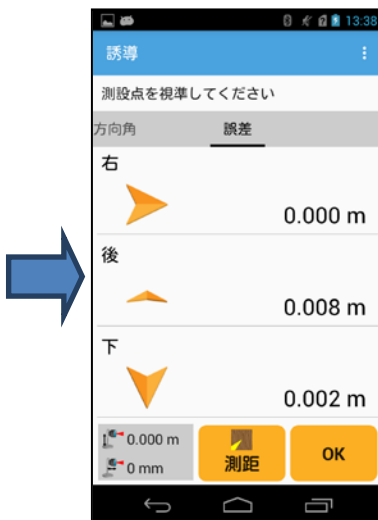 13:38
誘導
測設点を視準してください
方向角 誤差
右
0.000 m
後
0.008 m
下
0.002 m
0.000 m
0 mm
測距
OK